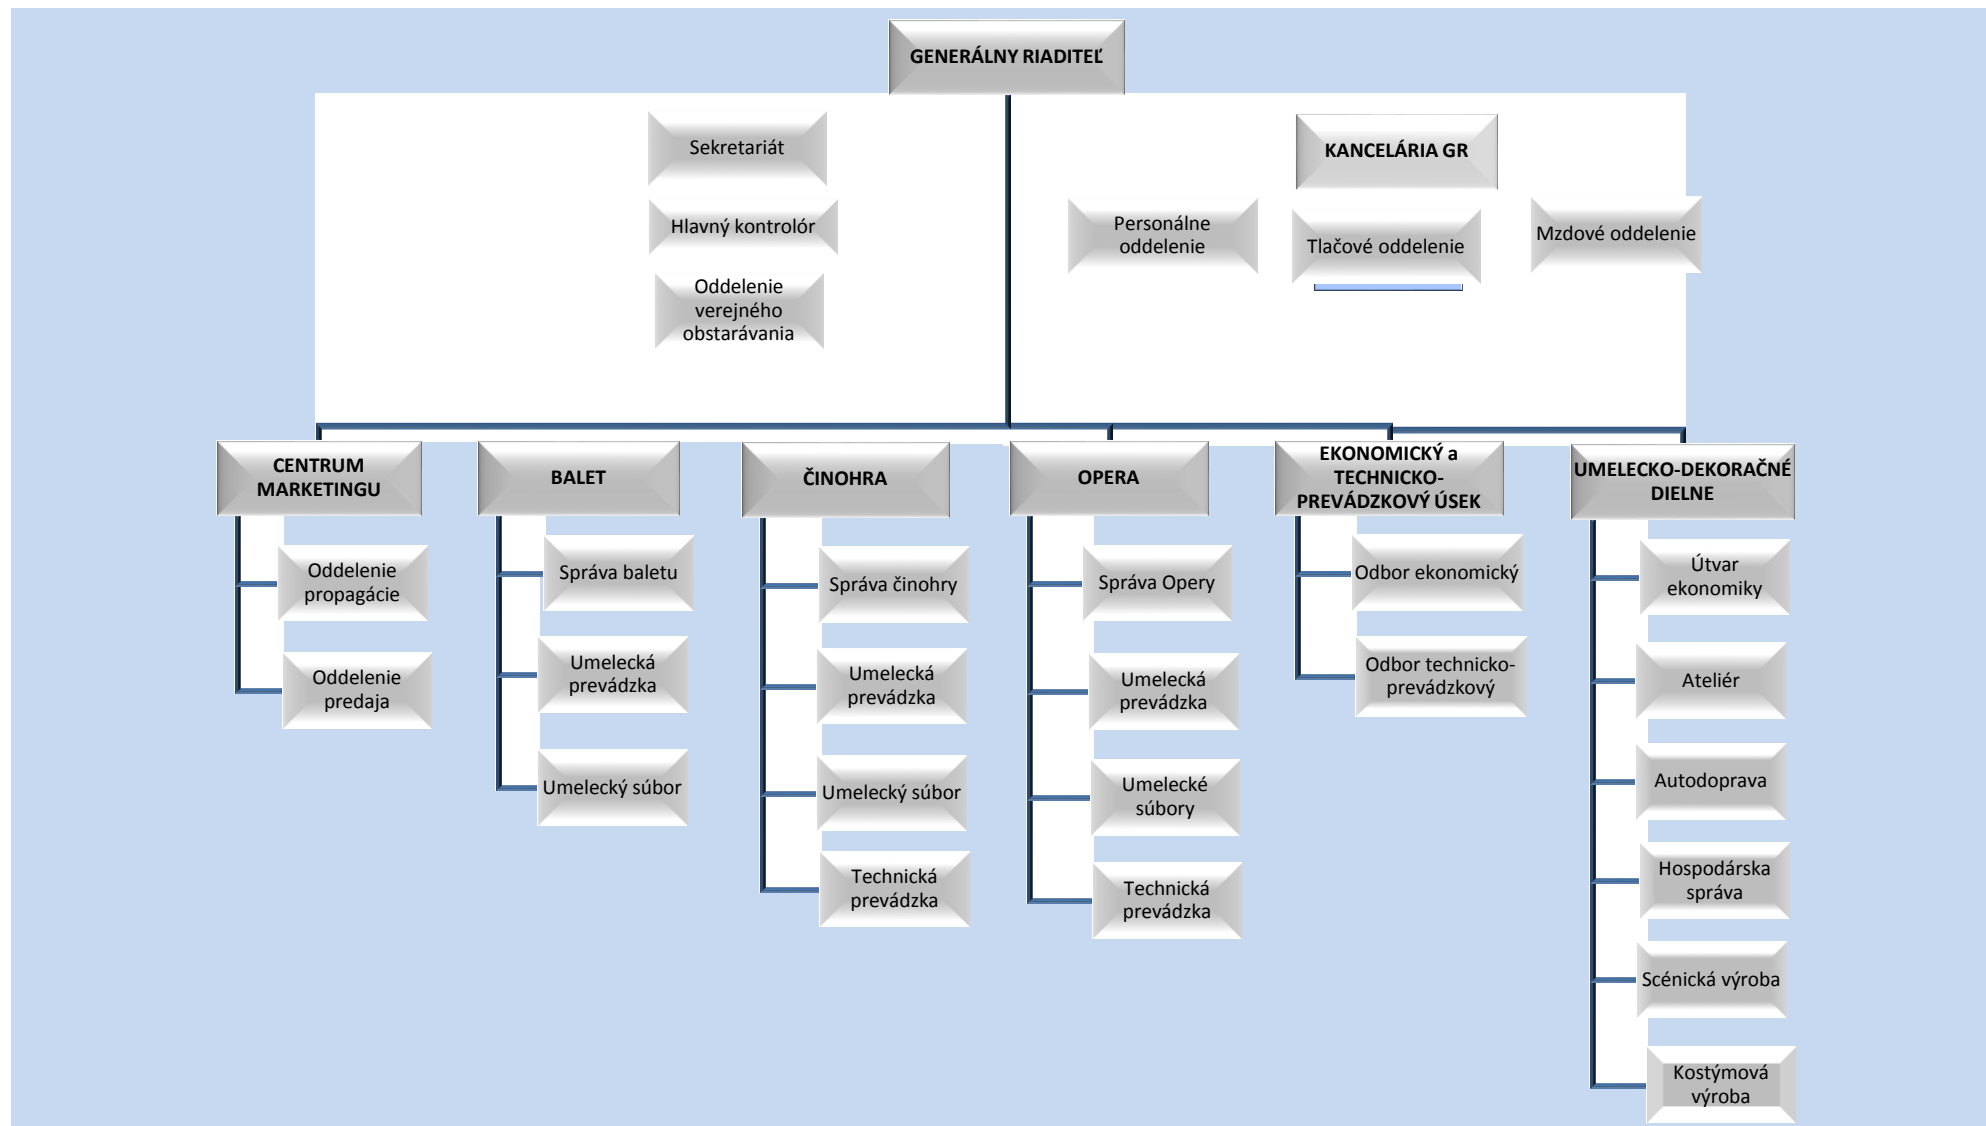 GENERÁLNY RIADITEĽ
Sekretariát
Hlavný kontrolór
Oddelenie
verejného
obstarávania
KANCELÁRIA GR
Personálne
oddelenie
Tlačové oddelenie
Mzdové oddelenie
CENTRUM
MARKETINGU
Oddelenie
propagácie
Oddelenie
predaja
BALET
Správa baletu
Umelecká
prevádzka
Umelecký súbor
ČINOHRA
Správa činohry
Umelecká
prevádzka
Umelecký súbor
Technická
prevádzka
OPERA
Správa Opery
Umelecká
prevádzka
Umelecké
súbory
Technická
prevádzka
EKONOMICKÝ a
TECHNICKO-
PREVÁDZKOVÝ ÚSEK
Odbor ekonomický
Odbor technicko-
prevádzkový
UMELECKO-DEKORAČNÉ
DIELNE
Útvar
ekonomiky
Ateliér
Autodoprava
Hospodárska
správa
Scénická výroba
Kostýmová
výroba